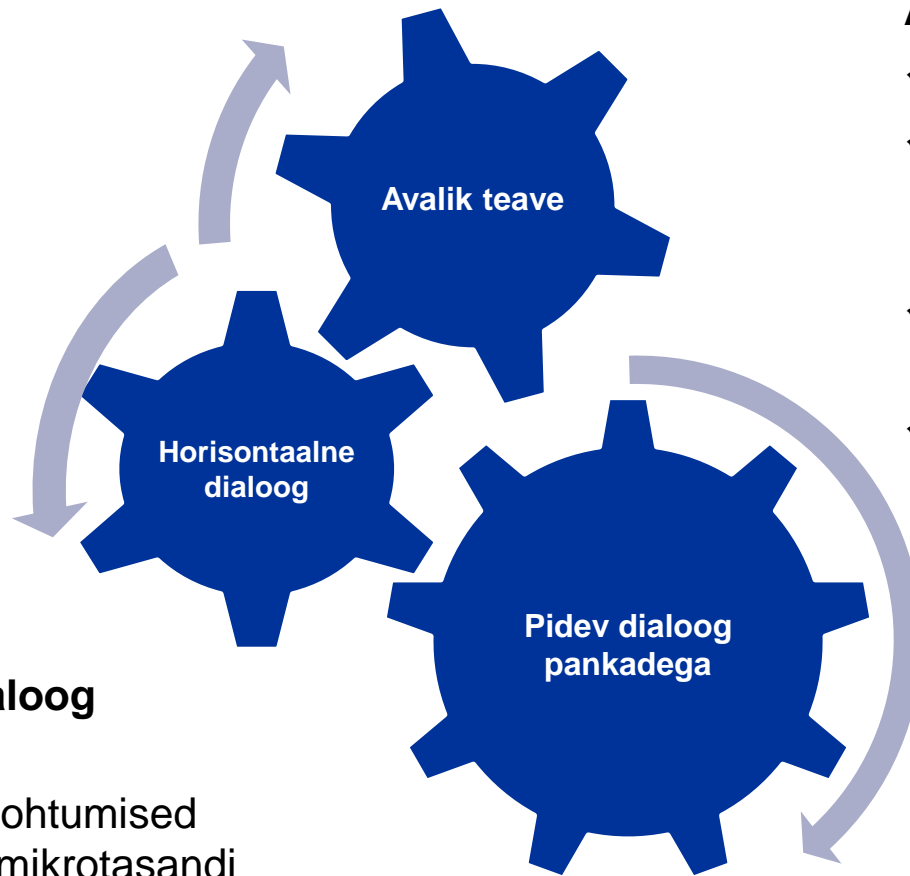 Avalik teave
Horisontaalne
dialoog
Pidev dialoog
pankadega
aloog
ohtumised
mikrotasandi